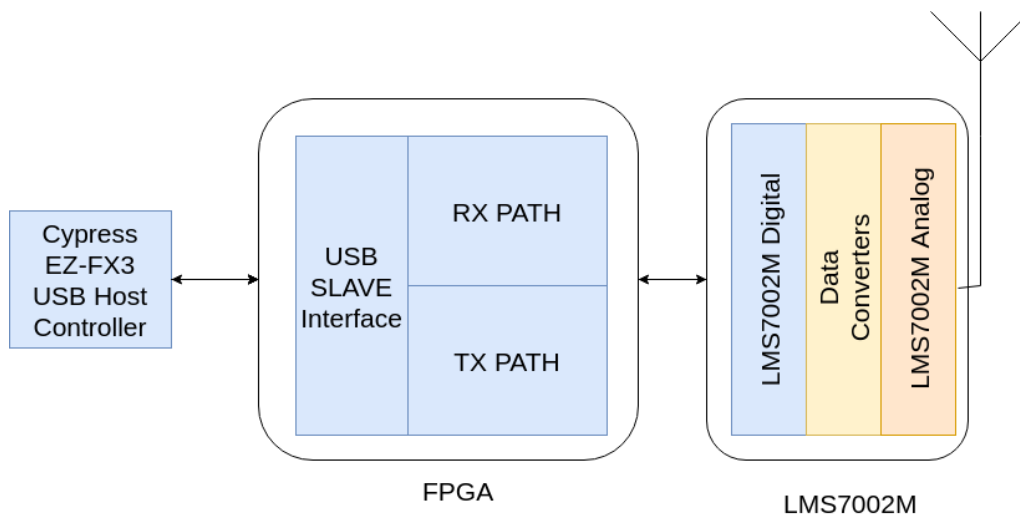 Cypress
EZ-FX3
USB Host
Controller
USB
SLAVE
Interface
RX PATH
TX PATH
FPGA
LMS7002M Digital
Data
Converters
LMS7002M Analog
LMS7002M